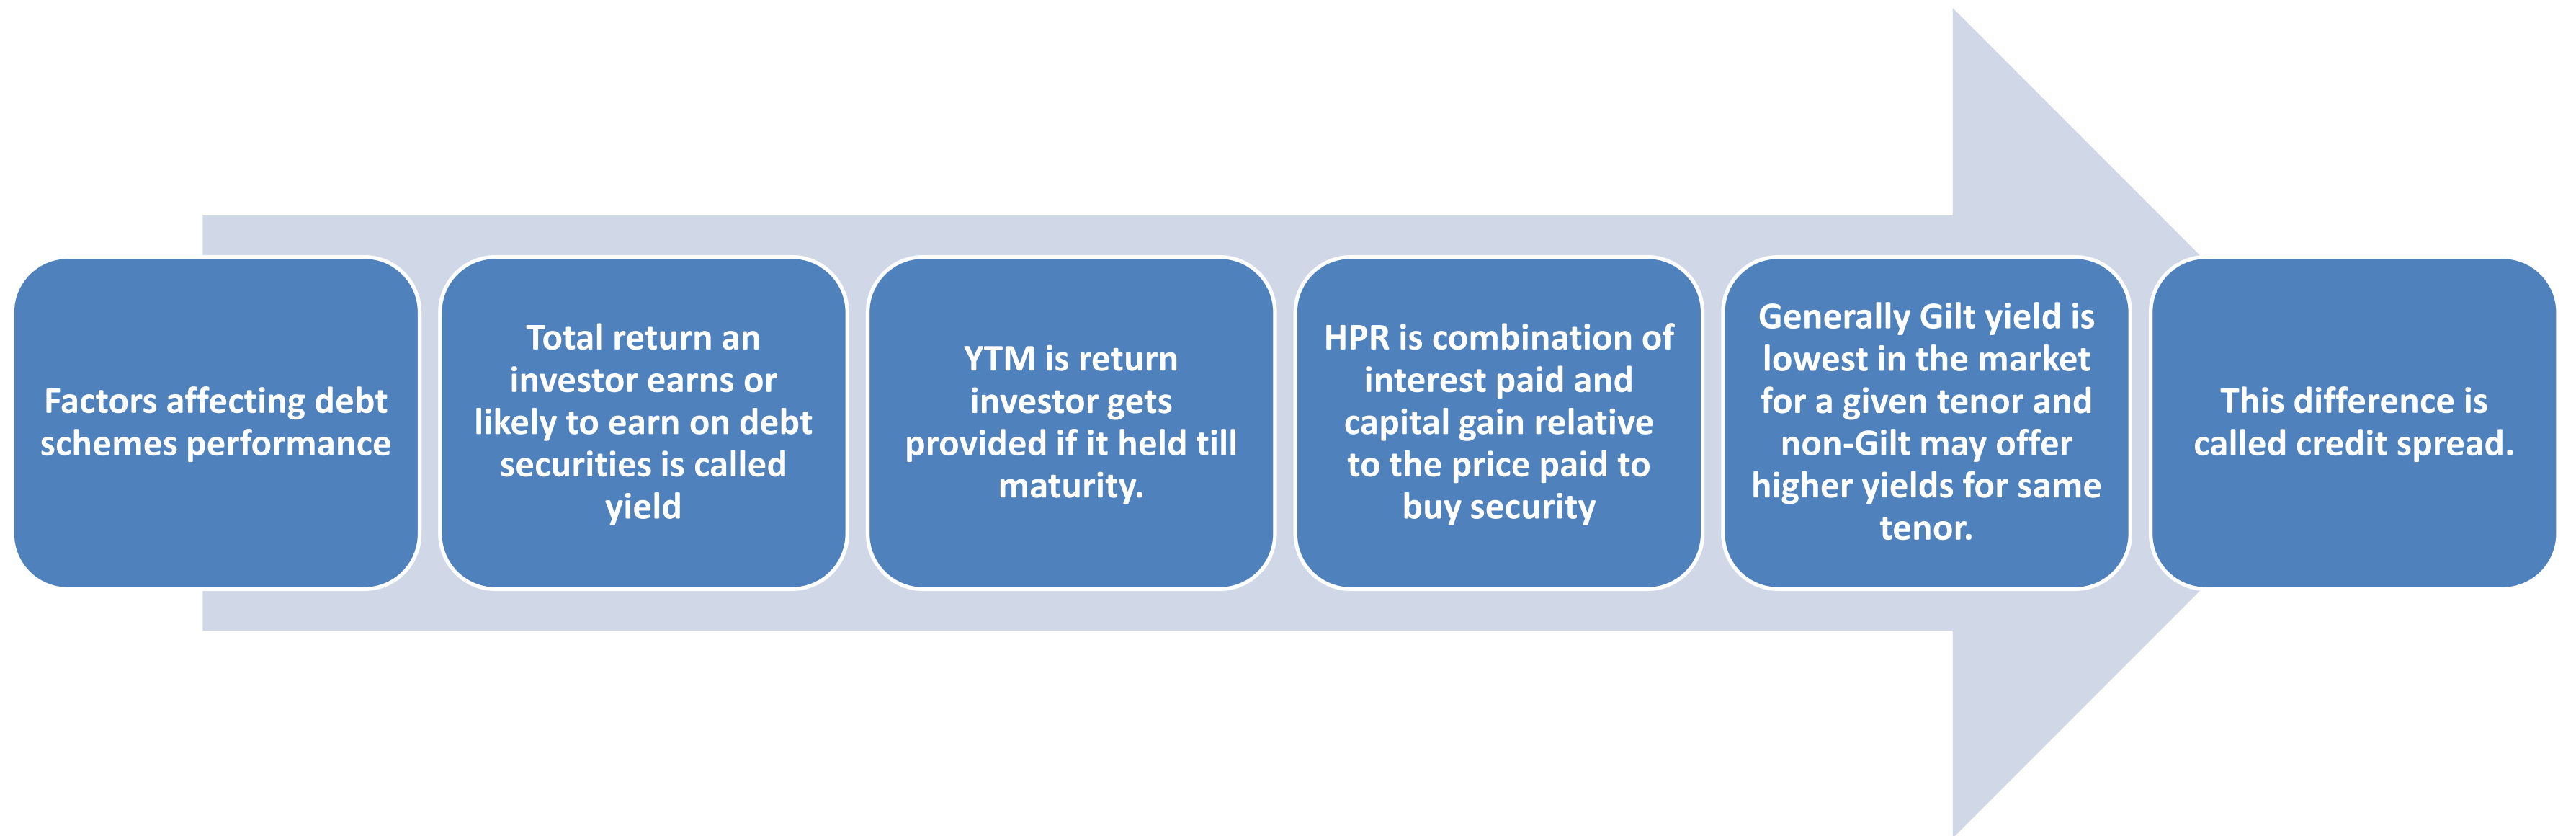 Factors affecting debt
schemes performance
Total return an
investor earns or
likely to earn on debt
securities is called
yield
YTM is return
investor gets
provided if it held till
maturity.
HPR is combination of
interest paid and
capital gain relative
to the price paid to
buy security
Generally Gilt yield is
lowest in the market
for a given tenor and
non-Gilt may offer
higher yields for same
tenor.
This difference is
called credit spread.